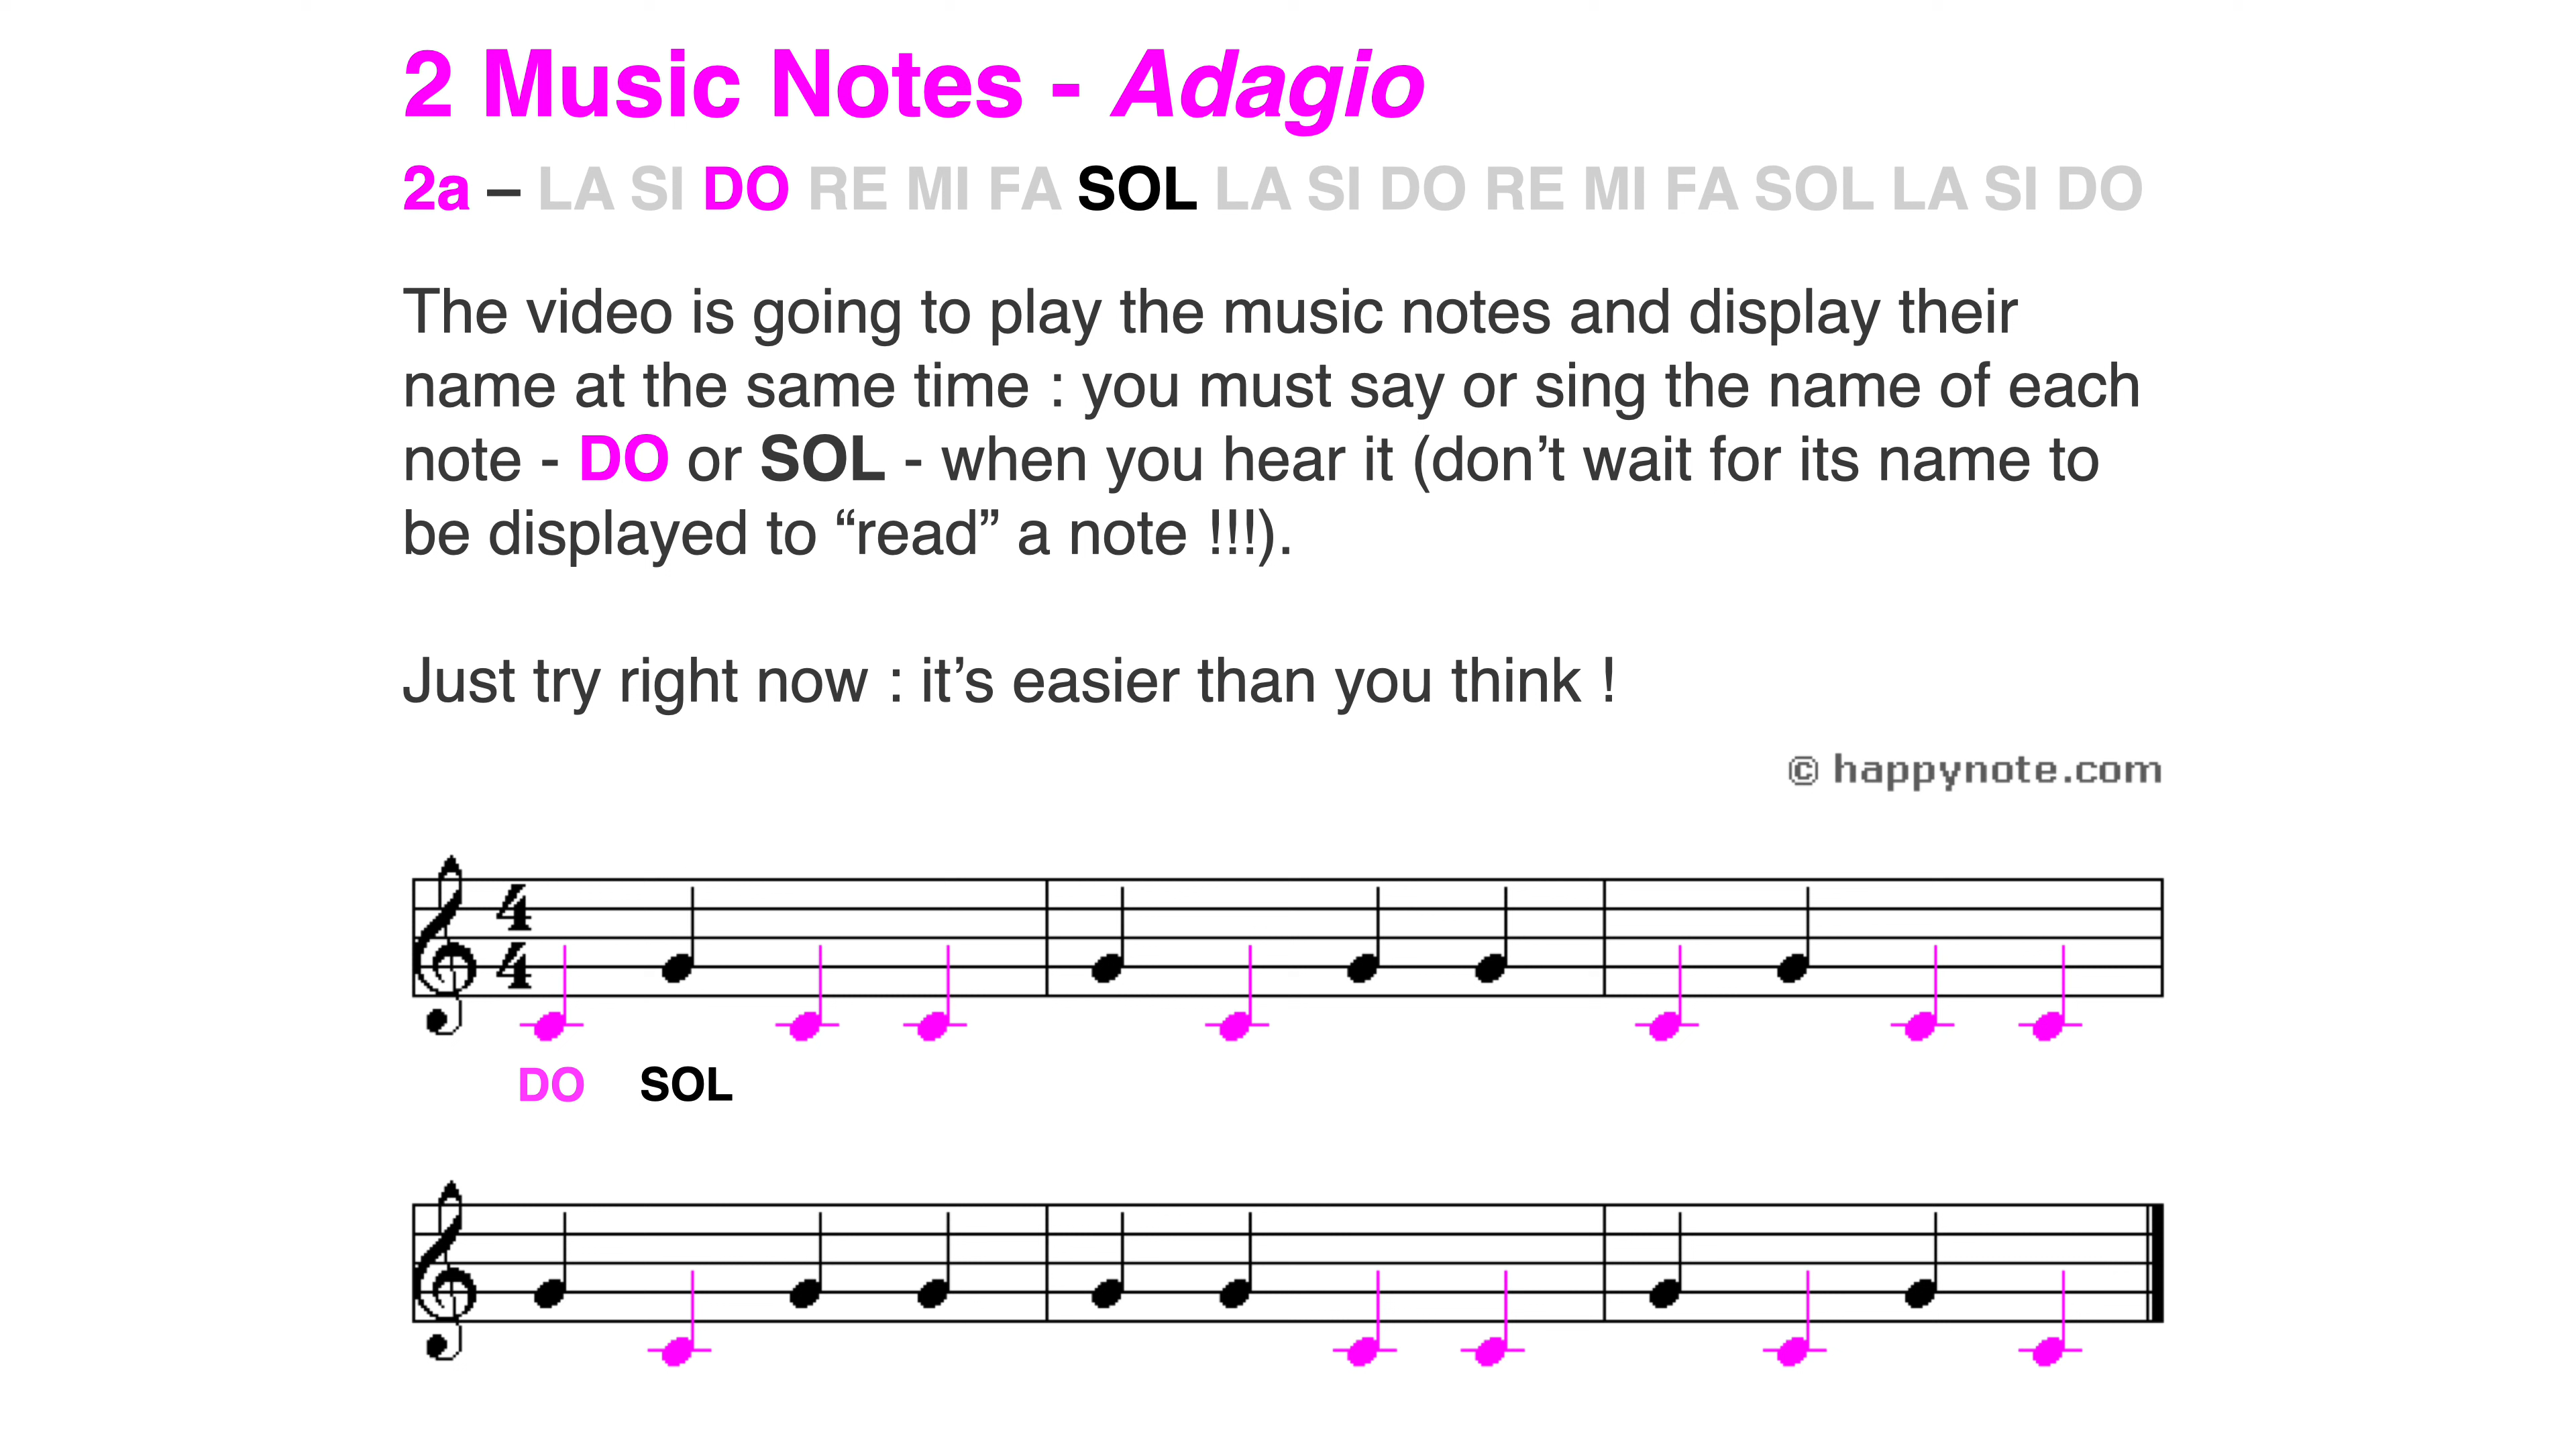 2 Music Notes - Adagio
2a – LA SI DO RE MI FA SOL LA SI DO RE MI FA SOL LA SI DO
The video is going to play the music notes and display their
name at the same time : you must say or sing the name of each
note - DO or SOL - when you hear it (don’t wait for its name to
be displayed to “read” a note !!!).
Just try right now : it’s easier than you think !
© happynote.com
4
4
DO SOL